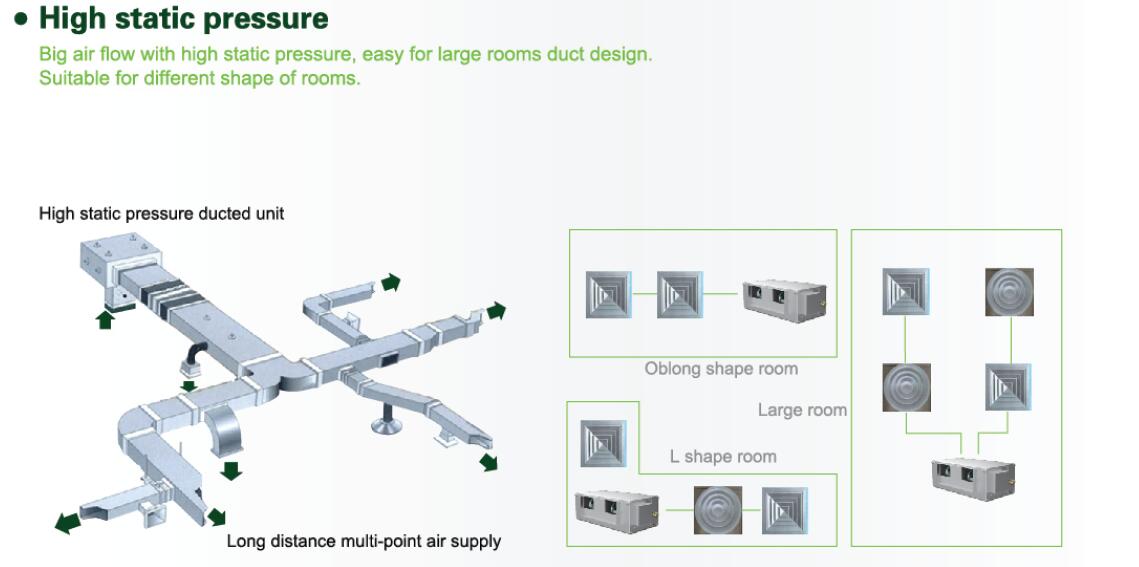 High static pressure
Big air flow with high static pressure, easy for large rooms duct design.
Suitable for different shape of rooms.
High static pressure ducted unit
Oblong shape room
Large room
L shape room
Long distance multi-point air supply